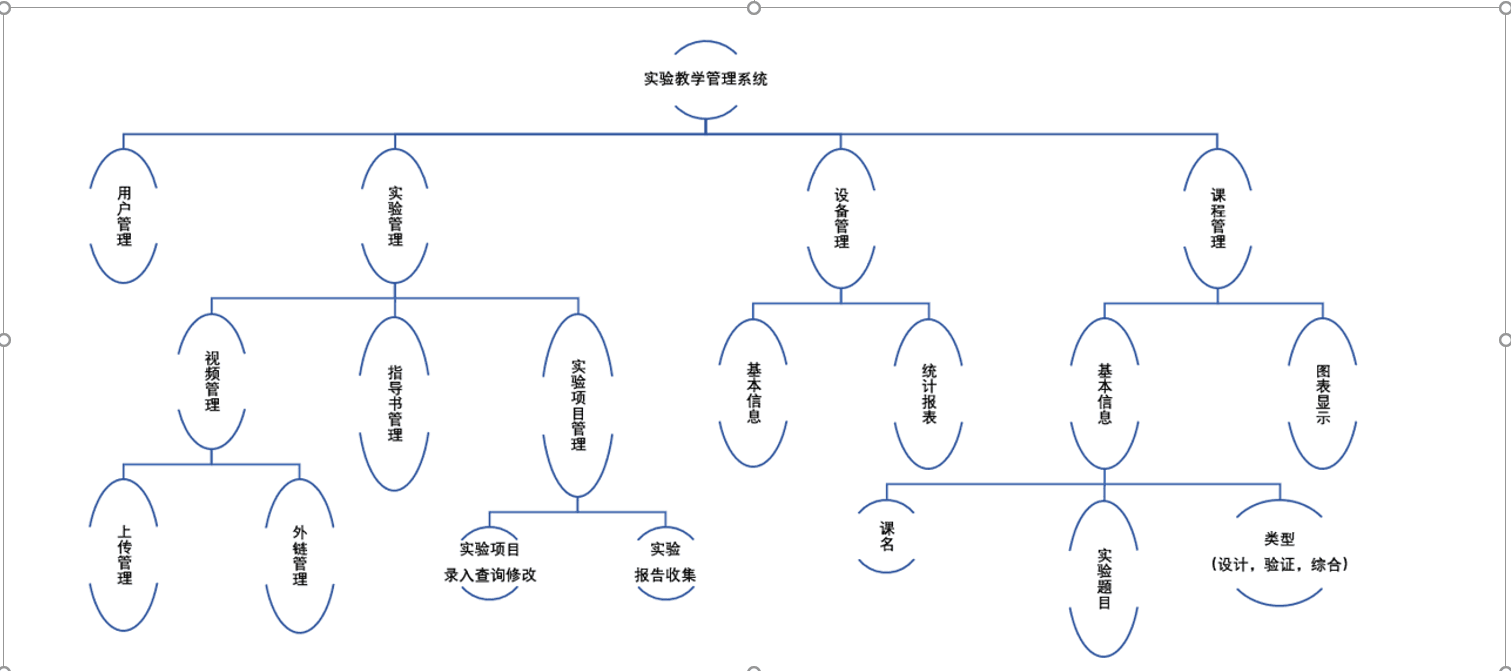 实验教学管理系统
用户管理
实验管理
设备管理
课程管理
视频管理
指导书管理
实验项目管理
基本信息
统计报表
基本信息
图表显示
上传管理
外链管理
实验项目
录入查询修改
实验
报告收集
课名
实验题目
类型
(设计，验证，综合)